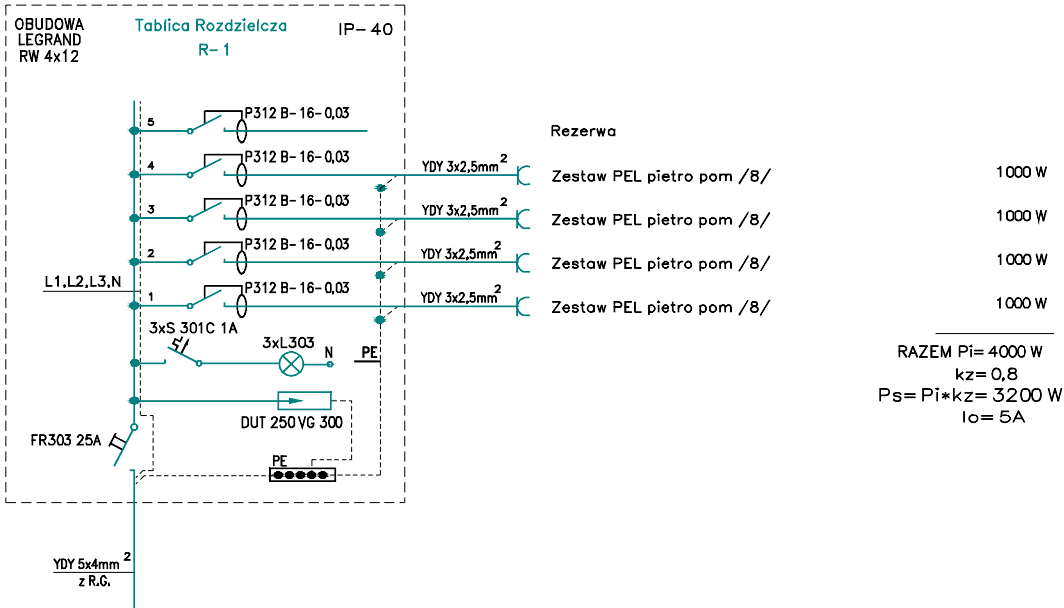 OBUDOWA
LEGRAND
RW 4x12
Tablica Rozdzielcza
R-1
IP-40
5
P312 B-16-0,03
Rezerwa
4
P312 B-16-0,03
YDY 3x2,5mm²
Zestaw PEL pietro pom /8/
1000 W
3
P312 B-16-0,03
YDY 3x2,5mm²
Zestaw PEL pietro pom /8/
1000 W
2
P312 B-16-0,03
YDY 3x2,5mm²
Zestaw PEL pietro pom /8/
1000 W
L1,L2,L3,N
1
P312 B-16-0,03
YDY 3x2,5mm²
Zestaw PEL pietro pom /8/
1000 W
3xS 301C 1A
3xL303
N
PE
RAZEM Pi=4000 W
kz=0,8
Ps=Pi*kz=3200 W
Io=5A
DUT 250 VG 300
FR303 25A
PE
YDY 5x4mm²
z R.G.